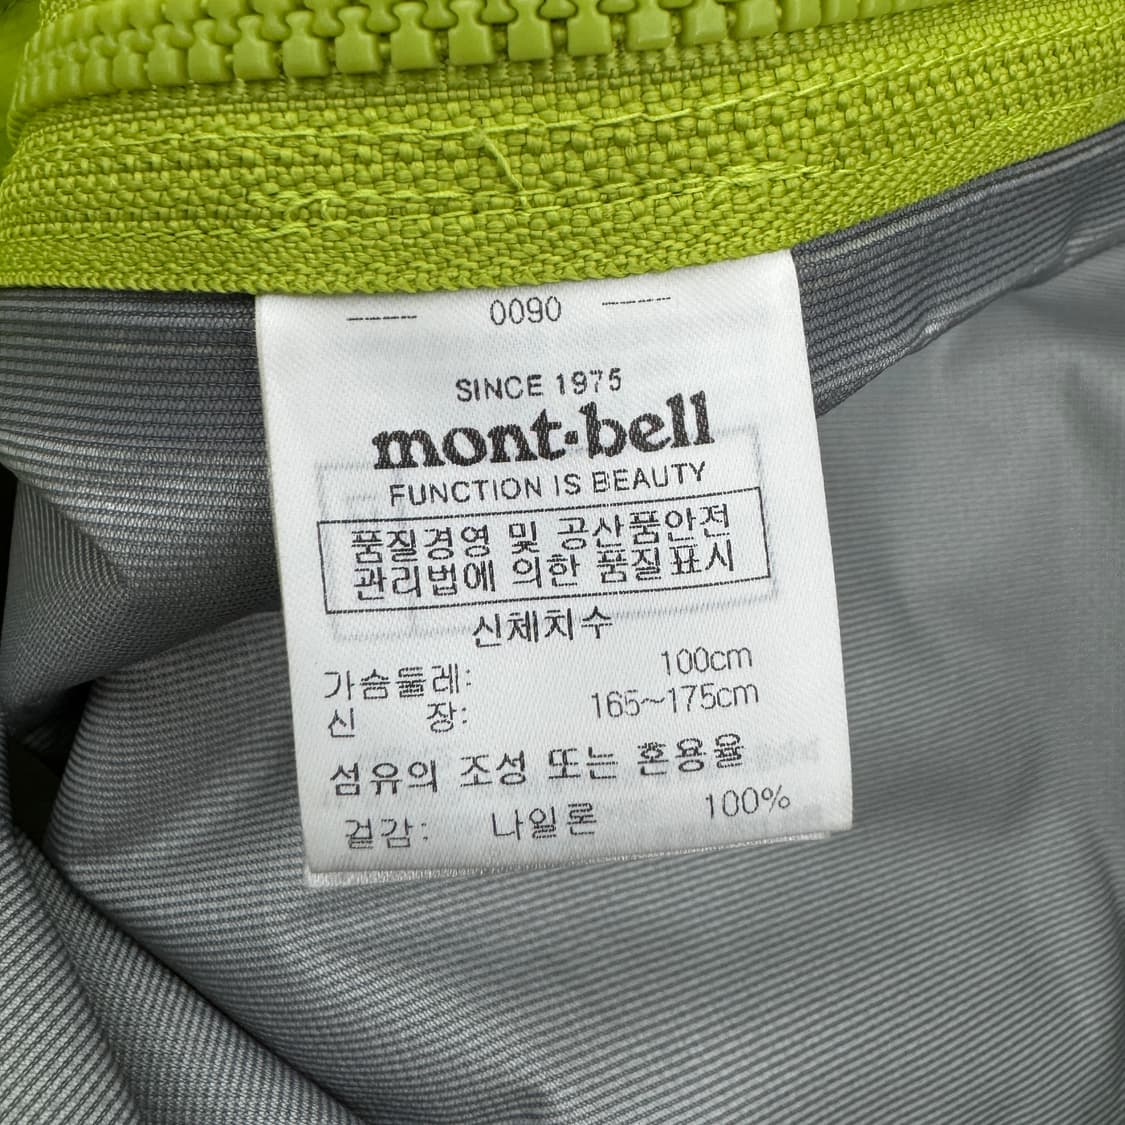 ---- 0090 ----
SINCE 1975
mont-bell
FUNCTION IS BEAUTY
품질경영 및 공산품안전
관리법에 의한 품질표시
신체치수
가슴둘레: 100cm
신 장: 165~175cm
섬유의 조성 또는 혼용율
겉감: 나일론 100%